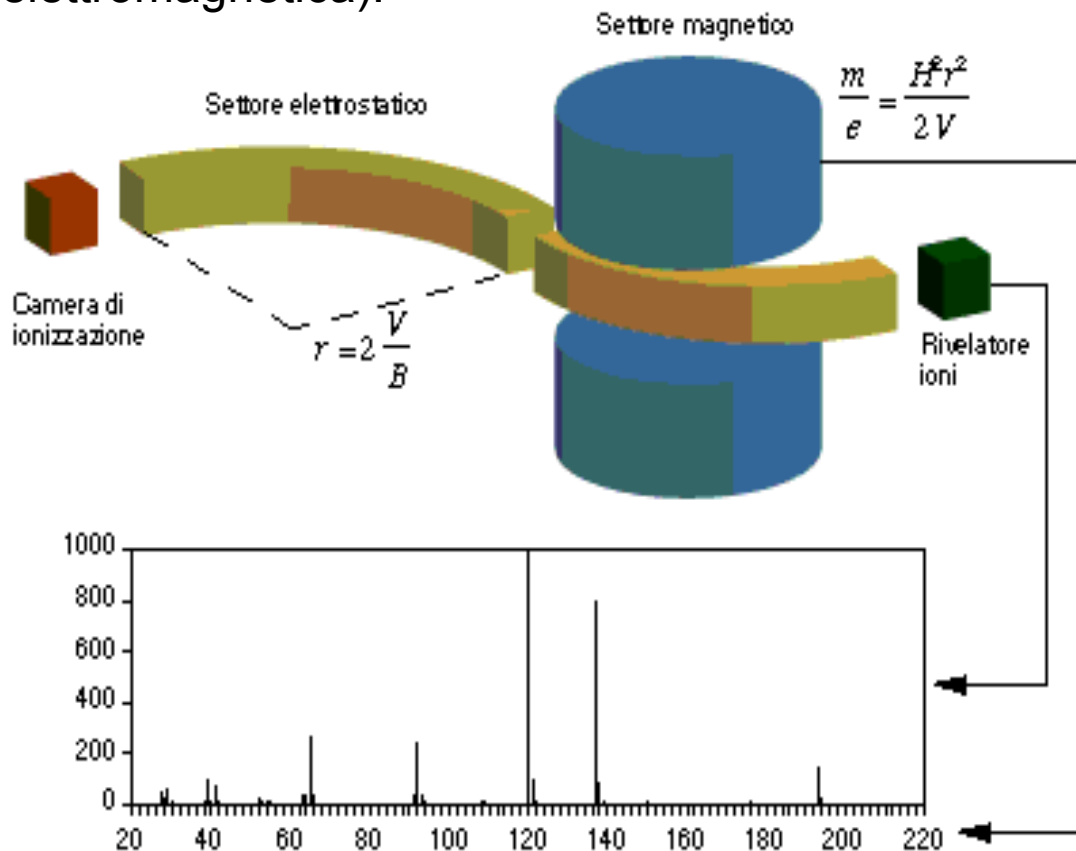 elettromagnetica).
Settore magnetico
m/e = H²r²/2V
Settore elettrostatico
Camera di
ionizzazione
r = 2 V/B
Rivelatore
ioni
1000
800
600
400
200
0
20 40 60 80 100 120 140 160 180 200 220